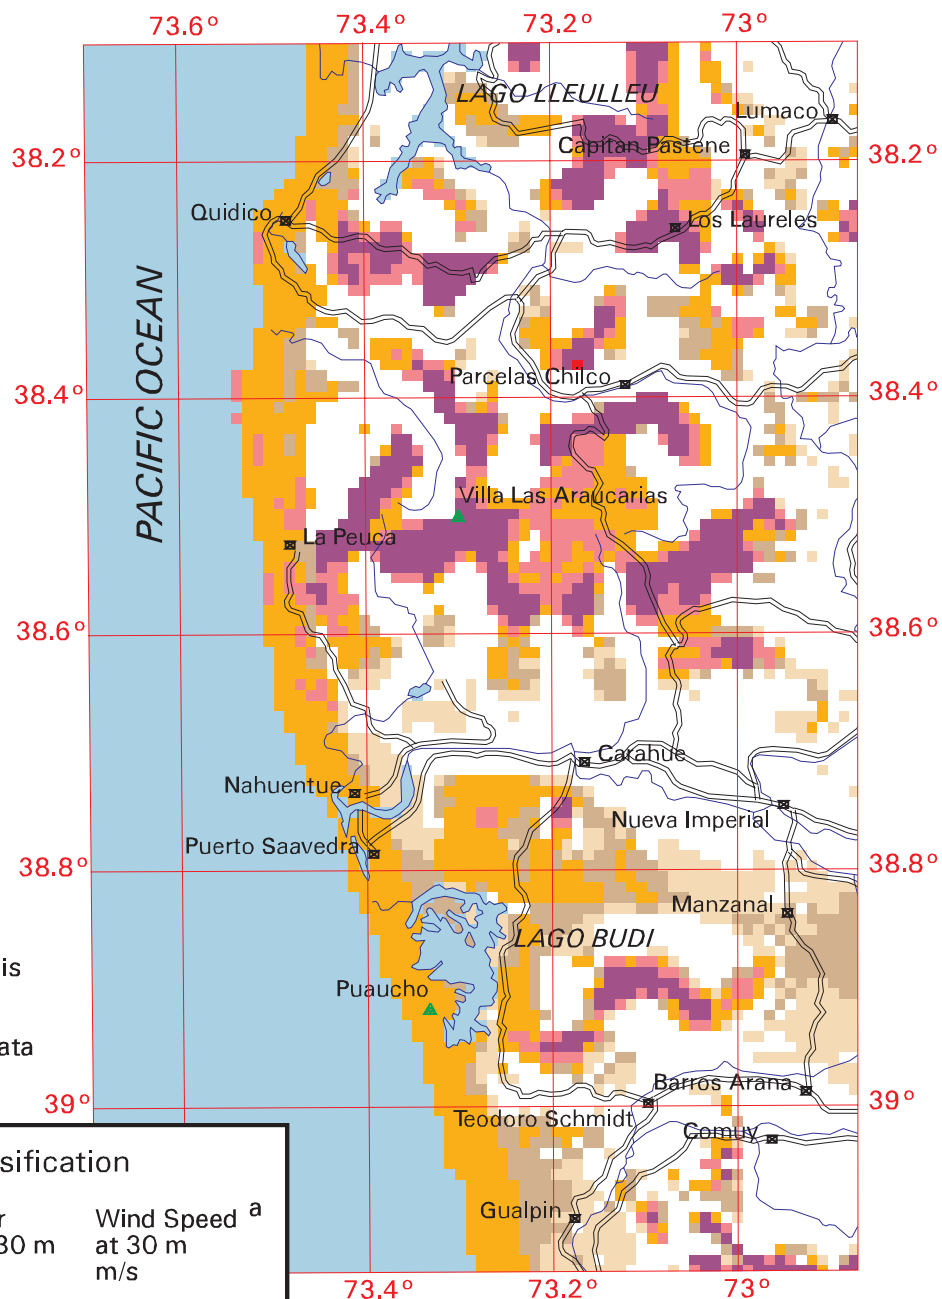 73.6° 73.4° 73.2° 73°
LAGO LLEULLEU
Lumaco
Capitan Pastene
38.2° 38.2°
Quidico
Los Laureles
PACIFIC OCEAN
Parcelas Chilco
38.4° 38.4°
Villa Las Araucarias
La Peuca
38.6° 38.6°
Carahue
Nahuentue
Nueva Imperial
Puerto Saavedra
38.8° 38.8°
Manzanal
LAGO BUDI
is
Puaucho
ata
Barros Arana
39° 39°
Teodoro Schmidt
Comuy
sification
Gualpin
r Wind Speed a
30 m at 30 m
m/s
73.4° 73.2° 73°